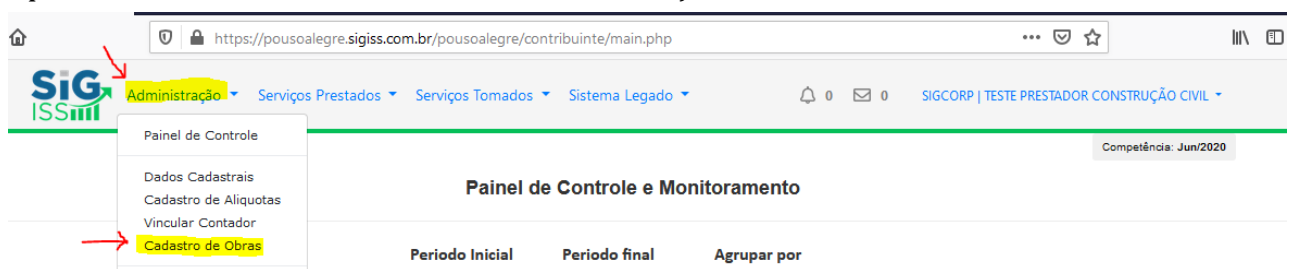 https://pousoalegre.sigiss.com.br/pousoalegre/contribuinte/main.php
SiG
ISS
Administração Serviços Prestados Serviços Tomados Sistema Legado 0 0 SIGCORP | TESTE PRESTADOR CONSTRUÇÃO CIVIL
Painel de Controle
Competência: Jun/2020
Dados Cadastrais
Painel de Controle e Monitoramento
Cadastro de Aliquotas
Vincular Contador
Cadastro de Obras
Periodo Inicial Periodo final Agrupar por